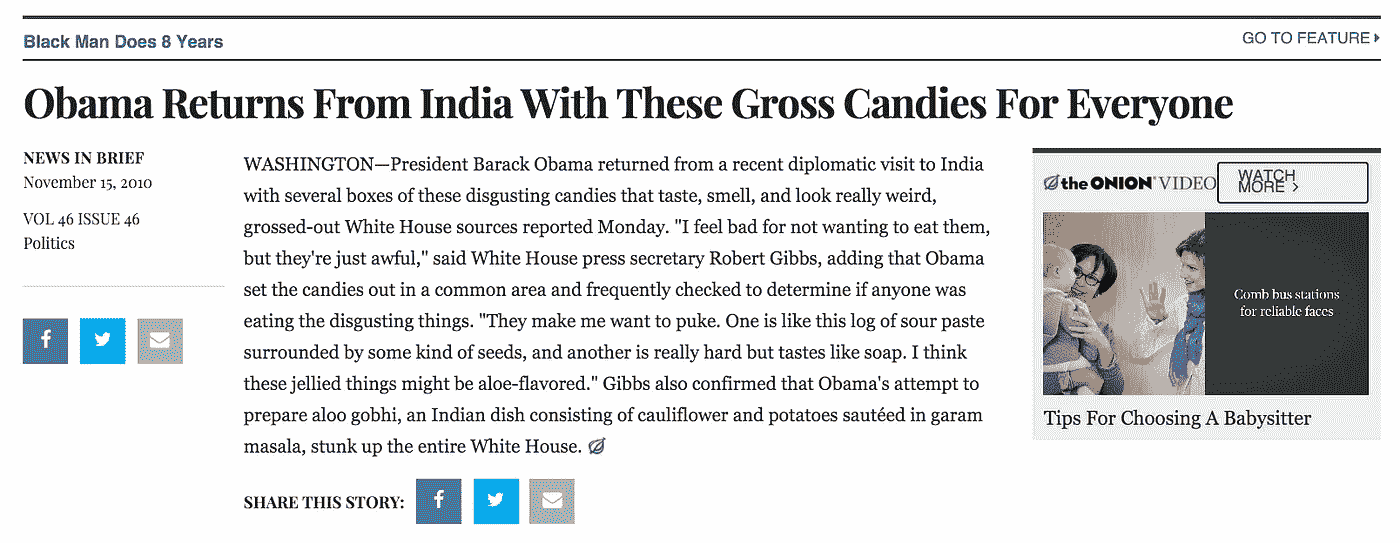 Black Man Does 8 Years
GO TO FEATURE
Obama Returns From India With These Gross Candies For Everyone
NEWS IN BRIEF
November 15, 2010
VOL 46 ISSUE 46
Politics
WASHINGTON—President Barack Obama returned from a recent diplomatic visit to India
with several boxes of these disgusting candies that taste, smell, and look really weird,
grossed-out White House sources reported Monday. "I feel bad for not wanting to eat them,
but they're just awful," said White House press secretary Robert Gibbs, adding that Obama
set the candies out in a common area and frequently checked to determine if anyone was
eating the disgusting things. "They make me want to puke. One is like this log of sour paste
surrounded by some kind of seeds, and another is really hard but tastes like soap. I think
these jellied things might be aloe-flavored." Gibbs also confirmed that Obama's attempt to
prepare aloo gobhi, an Indian dish consisting of cauliflower and potatoes sautéed in garam
masala, stunk up the entire White House.
SHARE THIS STORY:
the ONION® VIDEO
WATCH
MORE >
Comb bus stations
for reliable faces
Tips For Choosing A Babysitter